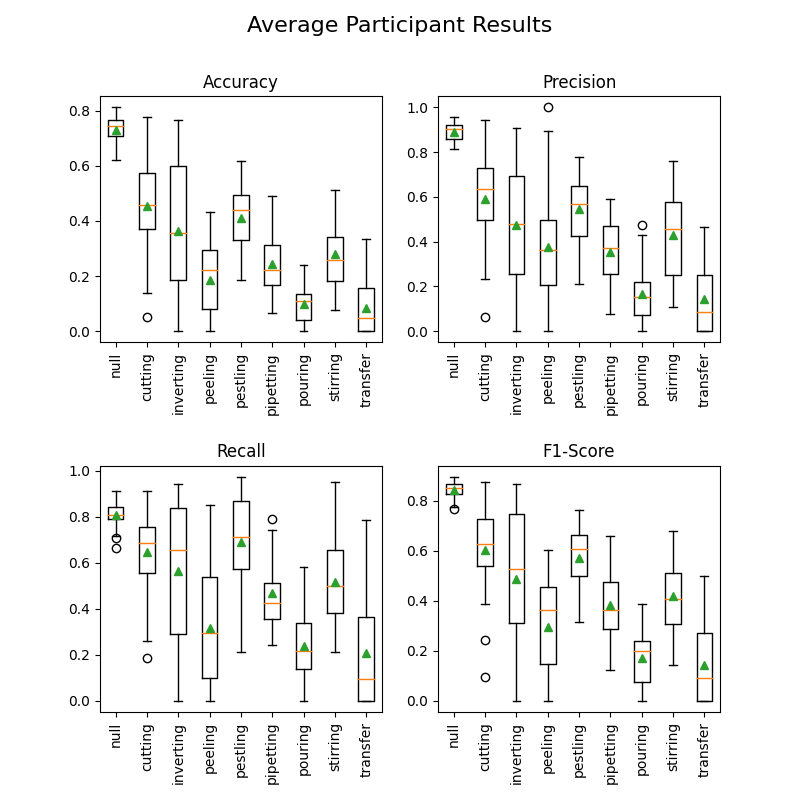 Average Participant Results
Accuracy
0.8
0.6
0.4
0.2
0.0
null
cutting
inverting
peeling
pestling
pipetting
pouring
stirring
transfer
Precision
1.0
0.8
0.6
0.4
0.2
0.0
null
cutting
inverting
peeling
pestling
pipetting
pouring
stirring
transfer
Recall
1.0
0.8
0.6
0.4
0.2
0.0
null
cutting
inverting
peeling
pestling
pipetting
pouring
stirring
transfer
F1-Score
0.8
0.6
0.4
0.2
0.0
null
cutting
inverting
peeling
pestling
pipetting
pouring
stirring
transfer